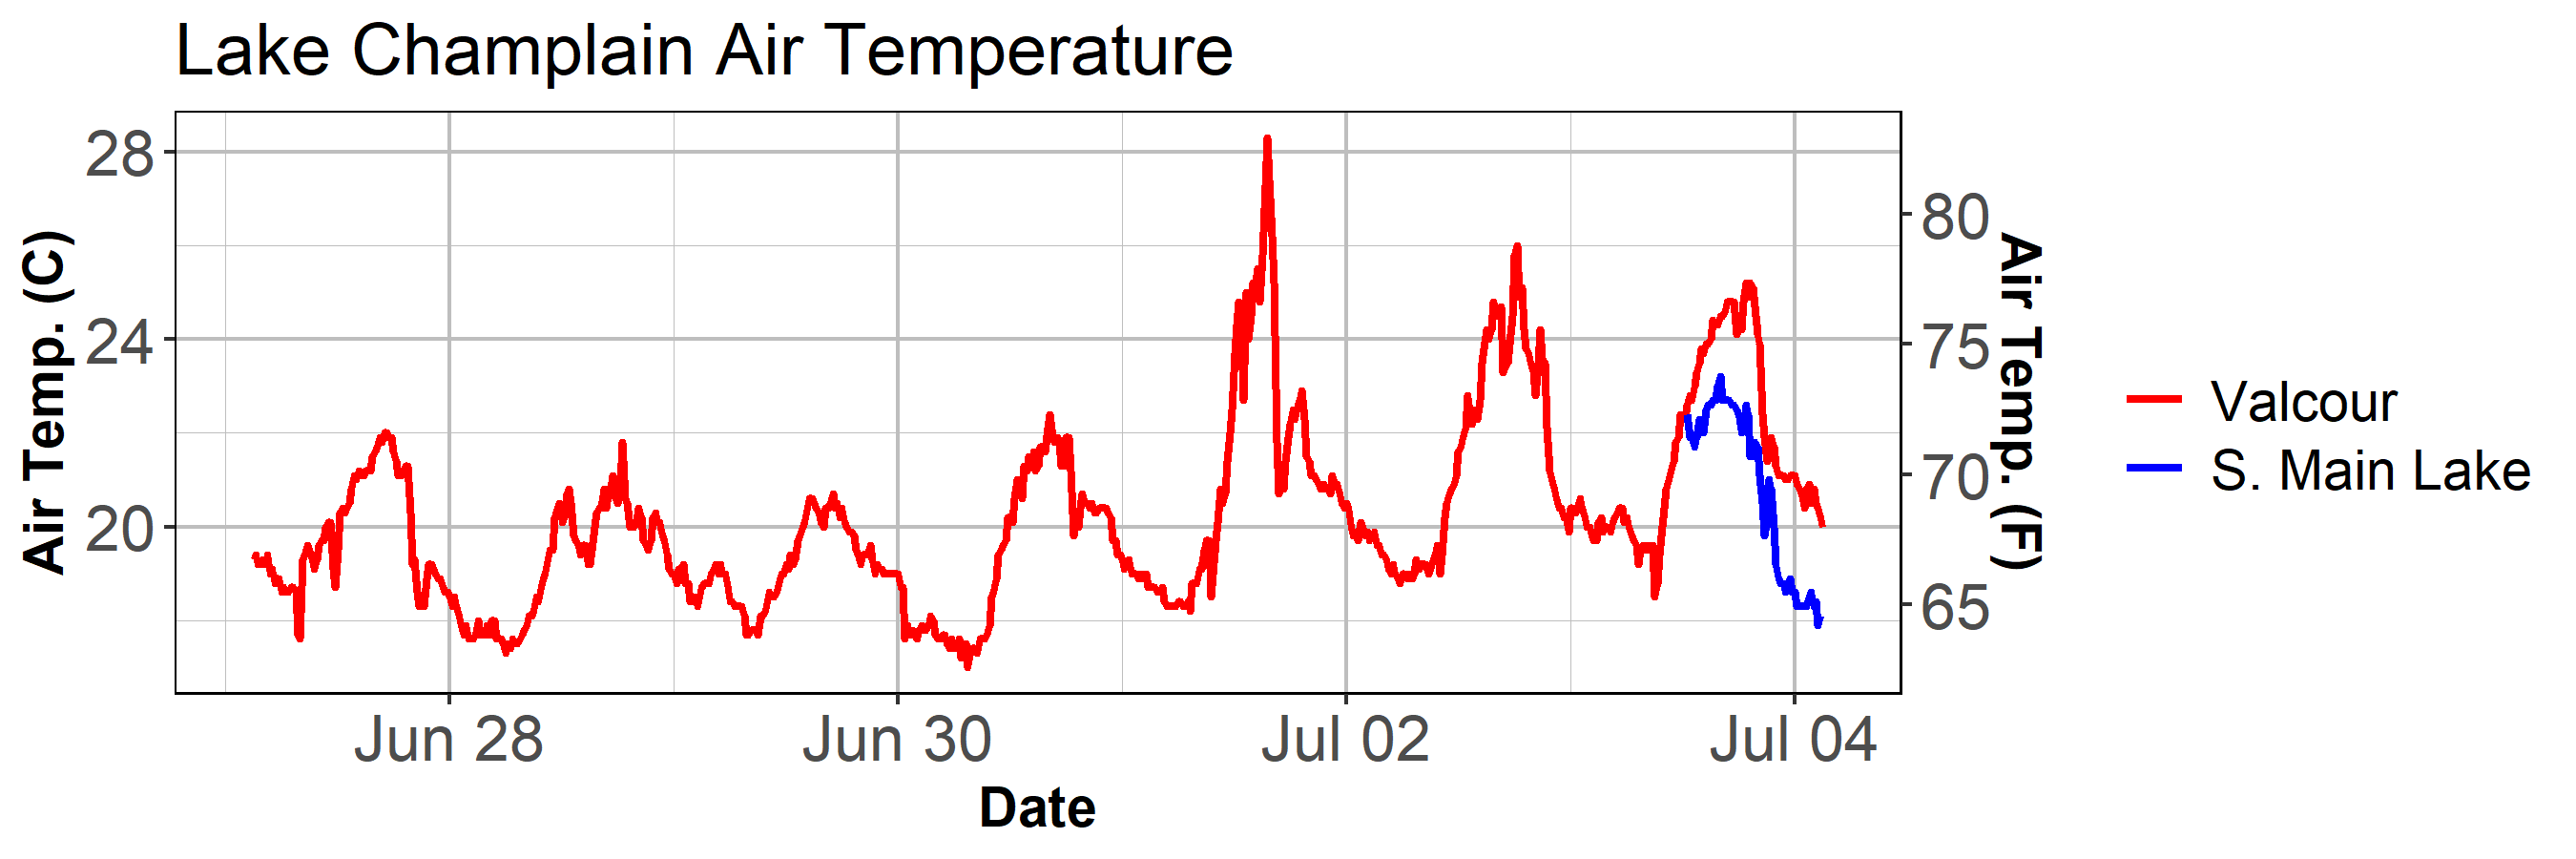 Lake Champlain Air Temperature
Air Temp. (C)
28
24
20
80
75
70
65
Air Temp. (F)
Jun 28
Jun 30
Jul 02
Jul 04
Date
Valcour
S. Main Lake